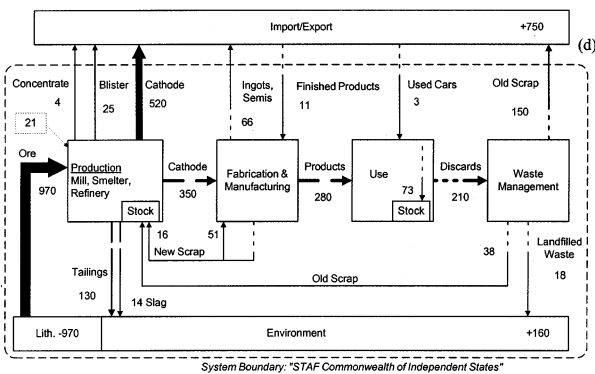 Import/Export +750
(d)
Concentrate
4
Blister
25
Cathode
520
Ingots,
Semis
66
Finished Products
11
Used Cars
3
Old Scrap
150
21
Ore
970
Production
Mill, Smelter,
Refinery
Stock
Cathode
350
Fabrication &
Manufacturing
Products
280
Use
73
Stock
Discards
210
Waste
Management
16
51
New Scrap
Old Scrap
38
Landfilled
Waste
18
Tailings
130
14 Slag
Lith. -970
Environment
+160
System Boundary: "STAF Commonwealth of Independent States"